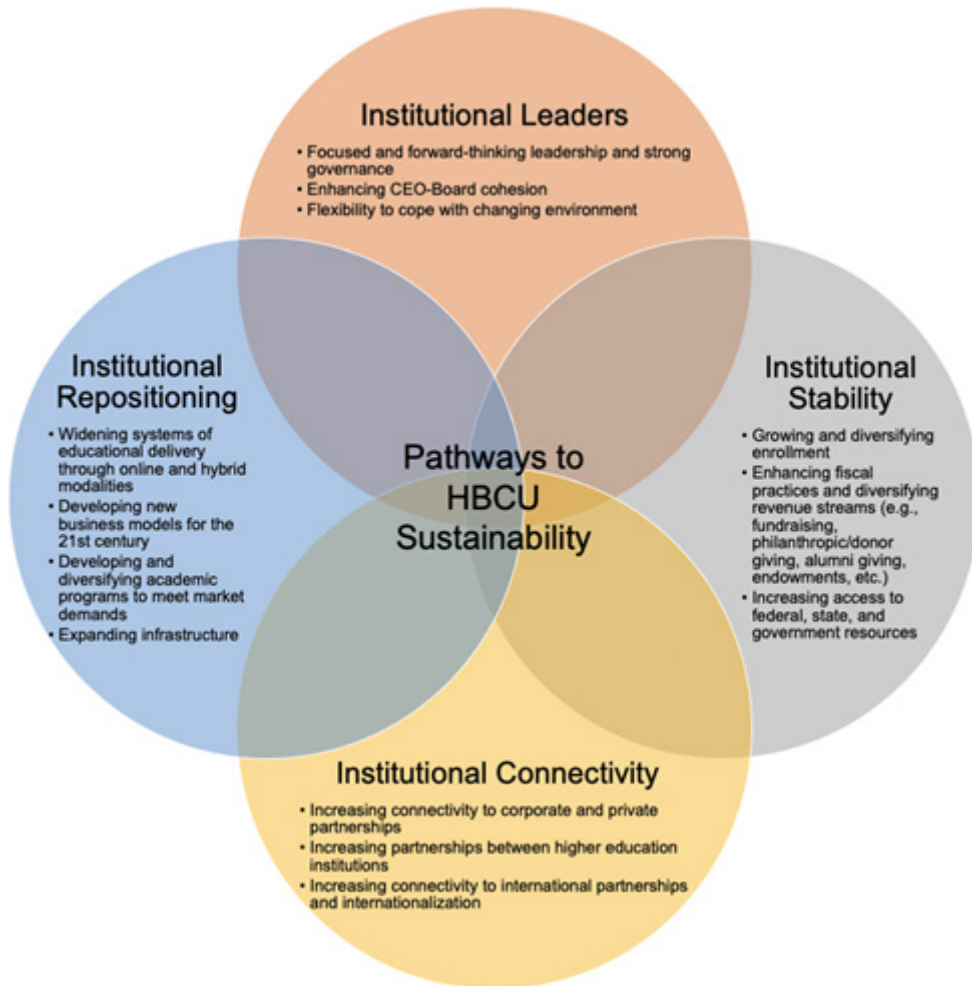 Institutional Leaders
• Focused and forward-thinking leadership and strong
governance
• Enhancing CEO-Board cohesion
• Flexibility to cope with changing environment
Institutional
Repositioning
• Widening systems of
educational delivery
through online and hybrid
modalities
• Developing new
business models for the
21st century
• Developing and
diversifying academic
programs to meet market
demands
• Expanding infrastructure
Pathways to
HBCU
Sustainability
Institutional
Stability
• Growing and diversifying
enrollment
• Enhancing fiscal
practices and diversifying
revenue streams (e.g.,
fundraising,
philanthropic/donor
giving, alumni giving,
endowments, etc.)
• Increasing access to
federal, state, and
government resources
Institutional Connectivity
• Increasing connectivity to corporate and private
partnerships
• Increasing partnerships between higher education
institutions
• Increasing connectivity to international partnerships
and internationalization